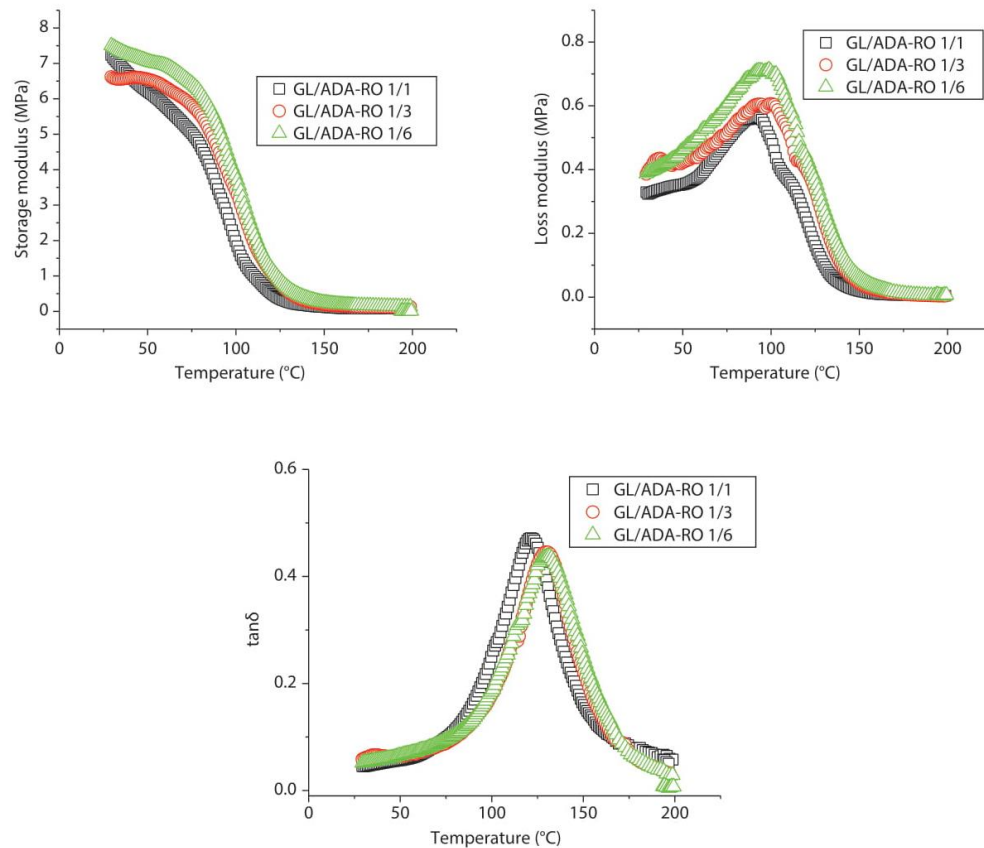 8
7
6
5
4
3
2
1
0
Storage modulus (MPa)
GL/ADA-RO 1/1
GL/ADA-RO 1/3
GL/ADA-RO 1/6
0 50 100 150 200
Temperature (°C)
0.8
0.6
0.4
0.2
0.0
Loss modulus (MPa)
GL/ADA-RO 1/1
GL/ADA-RO 1/3
GL/ADA-RO 1/6
0 50 100 150 200
Temperature (°C)
0.6
0.4
0.2
0.0
tanδ
GL/ADA-RO 1/1
GL/ADA-RO 1/3
GL/ADA-RO 1/6
0 50 100 150 200
Temperature (°C)